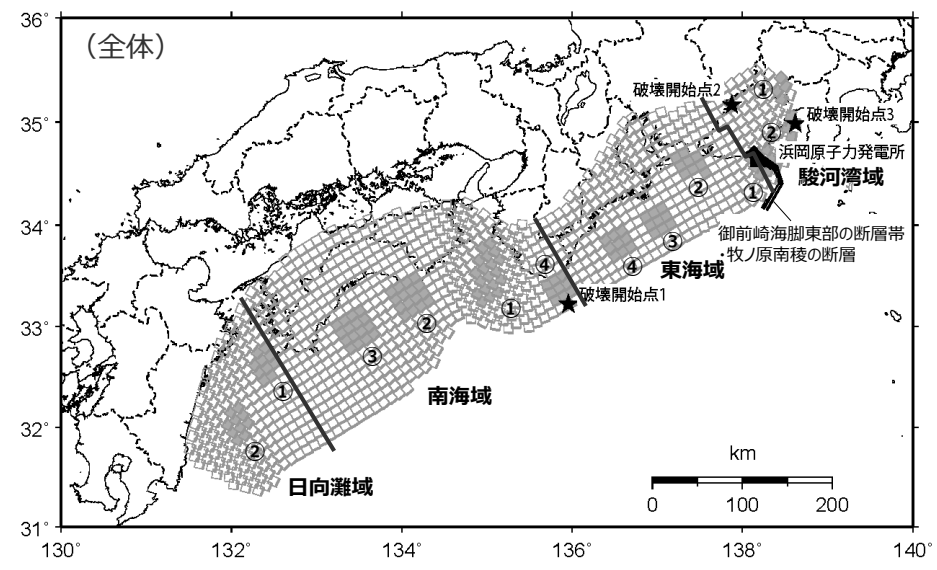 36°
（全体）
破壊開始点2
①
35°
破壊開始点3
②
浜岡原子力発電所
駿河湾域
②
①
34°
御前崎海脚東部の断層帯
・牧ノ原南稜の断層
③
④
④
東海域
破壊開始点1
①
33°
②
③
①
南海域
32°
②
km
日向灘域
0 100 200
31°
130° 132° 134° 136° 138° 140°